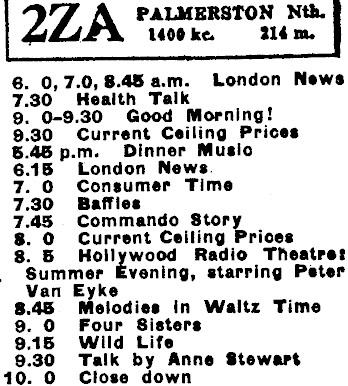 2ZA PALMERSTON Nth.
1400 kc. 214 m.
6. 0, 7.0, 8.45 a.m. London News
7.30 Health Talk
9. 0-9.30 Good Morning!
9.30 Current Ceiling Prices
5.45 p.m. Dinner Music
6.15 London News
7. 0 Consumer Time
7.30 Baffles
7.45 Commando Story
8. 0 Current Ceiling Prices
8. 5 Hollywood Radio Theatre:
Summer Evening, starring Peter
Van Eyke
8.45 Melodies in Waltz Time
9. 0 Four Sisters
9.15 Wild Life
9.30 Talk by Anne Stewart
10. 0 Close down